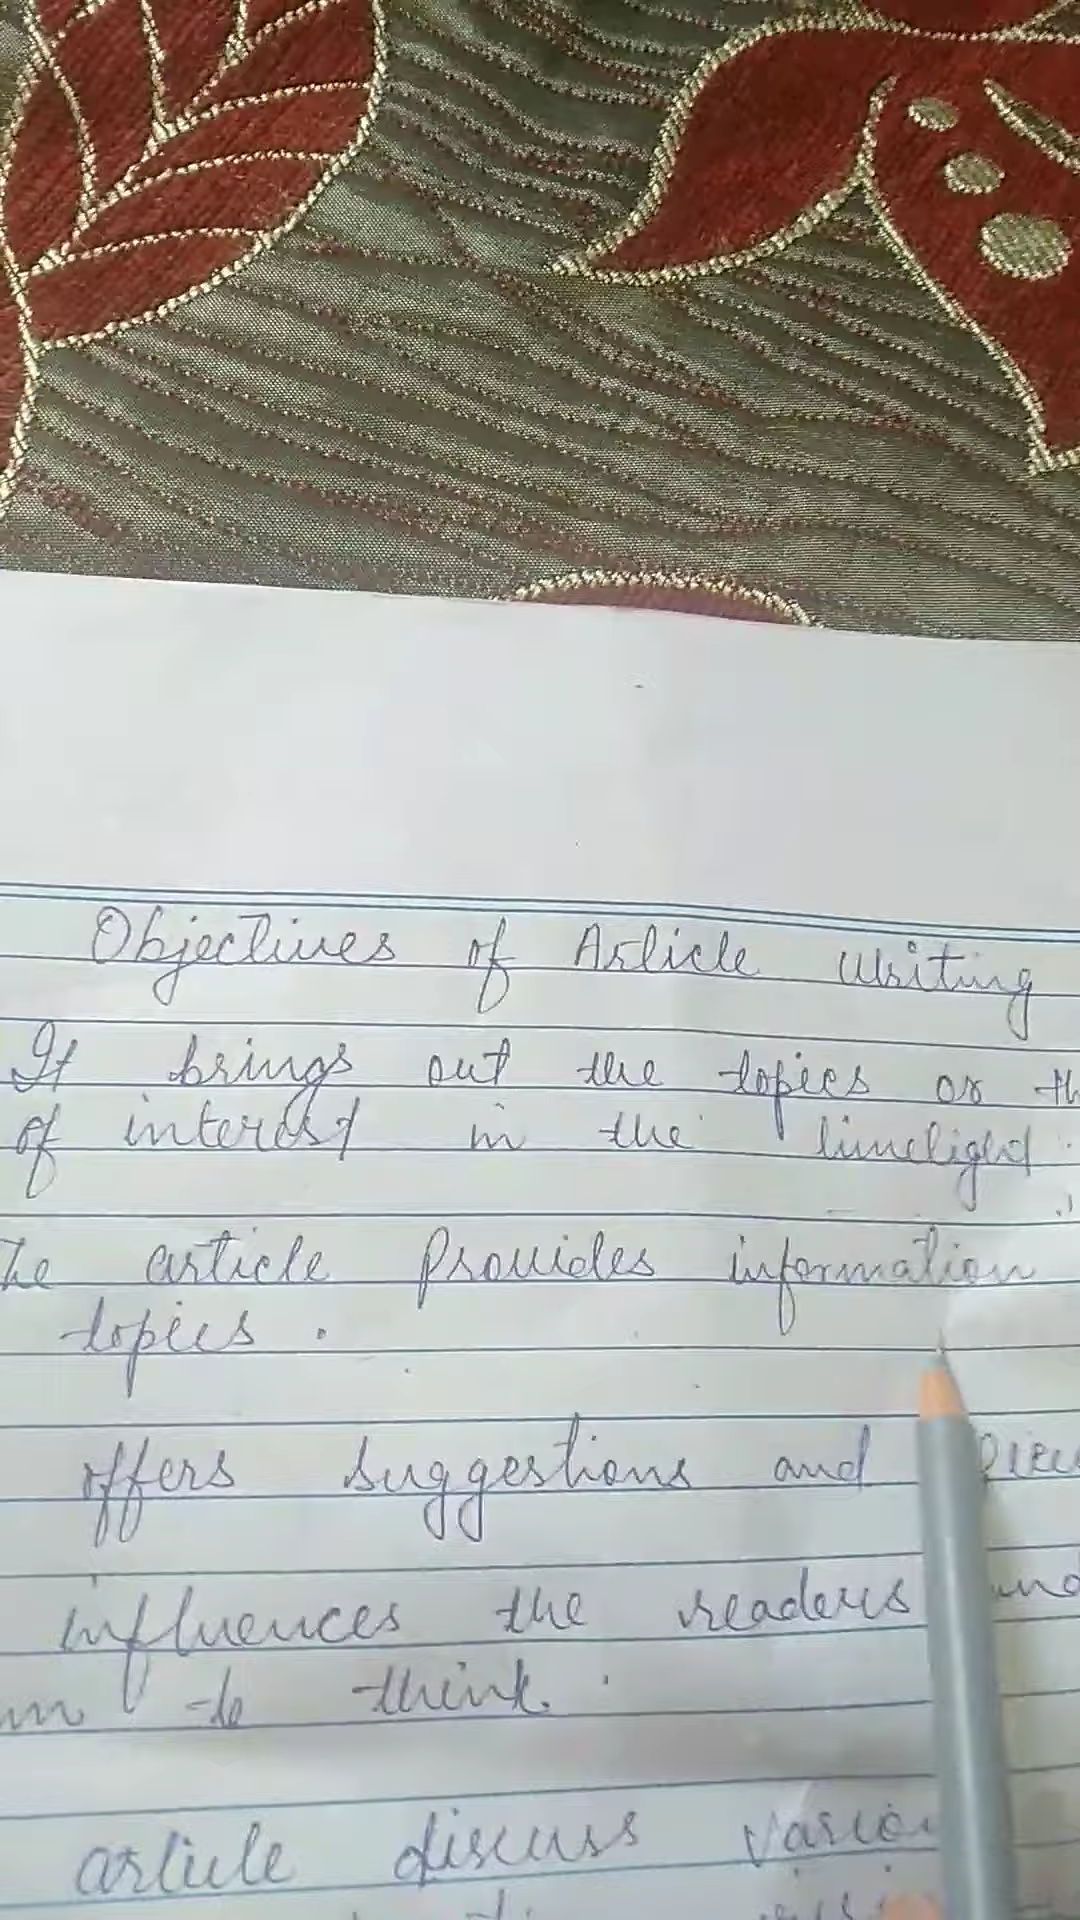 Objectives of Article writing
It brings out the topics or th
of interest in the limelight.
article Provides information
topics.
offers suggestions and
influences the readers
to think.
article discuss